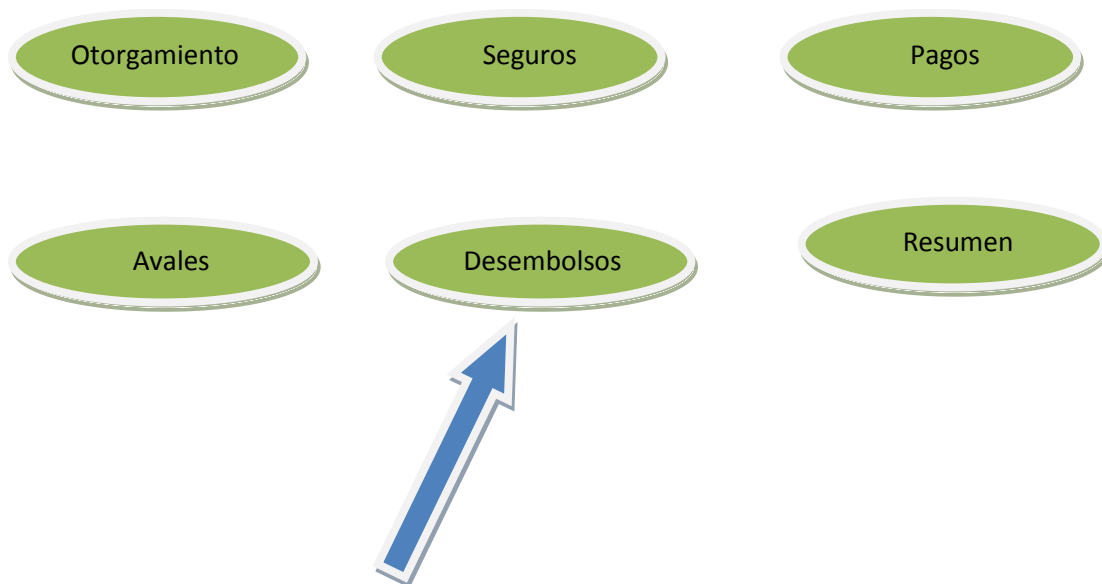 Otorgamiento
Seguros
Pagos
Avales
Desembolsos
Resumen